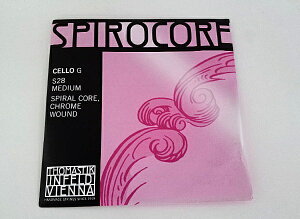 SPIROCORE
CELLO G
S28
MEDIUM
SPIRAL CORE,
CHROME
WOUND
THOMASTIK
INFELD
VIENNA